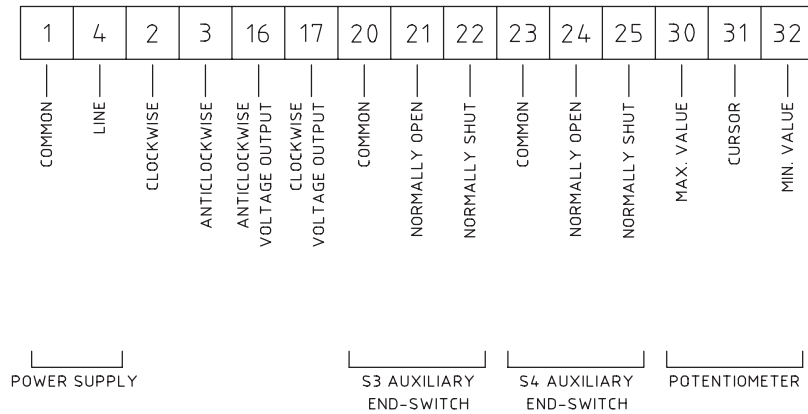 1 4 2 3 16 17 20 21 22 23 24 25 30 31 32
COMMON
LINE
CLOCKWISE
ANTICLOCKWISE
ANTICLOCKWISE
VOLTAGE OUTPUT
CLOCKWISE
VOLTAGE OUTPUT
COMMON
NORMALLY OPEN
NORMALLY SHUT
COMMON
NORMALLY OPEN
NORMALLY SHUT
MAX. VALUE
CURSOR
MIN. VALUE
POWER SUPPLY
S3 AUXILIARY
END-SWITCH
S4 AUXILIARY
END-SWITCH
POTENTIOMETER